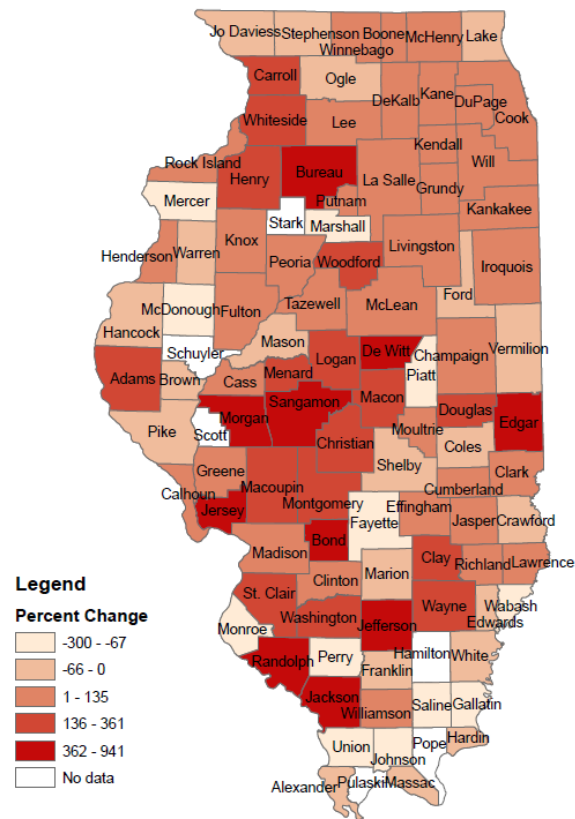 Jo Daviess
Stephenson
Boone
Winnebago
McHenry
Lake
Carroll
Ogle
DeKalb
Kane
DuPage
Cook
Whiteside
Lee
Kendall
Will
Rock Island
Henry
Bureau
La Salle
Grundy
Putnam
Kankakee
Mercer
Stark
Marshall
Henderson
Warren
Knox
Peoria
Woodford
Livingston
Iroquois
Ford
Fulton
Tazewell
McLean
McDonough
Hancock
Mason
Schuyler
Logan
De Witt
Champaign
Vermilion
Piatt
Adams
Brown
Cass
Menard
Macon
Douglas
Edgar
Morgan
Sangamon
Moultrie
Coles
Pike
Scott
Christian
Shelby
Clark
Greene
Macoupin
Cumberland
Calhoun
Jersey
Montgomery
Effingham
Fayette
Jasper
Crawford
Bond
Madison
Clay
Richland
Lawrence
Clinton
Marion
St. Clair
Wayne
Wabash
Edwards
Washington
Jefferson
Monroe
Hamilton
White
Randolph
Perry
Franklin
Jackson
Williamson
Saline
Gallatin
Hardin
Union
Johnson
Pope
Alexander
Pulaski
Massac
Legend
Percent Change
-300 - -67
-66 - 0
1 - 135
136 - 361
362 - 941
No data